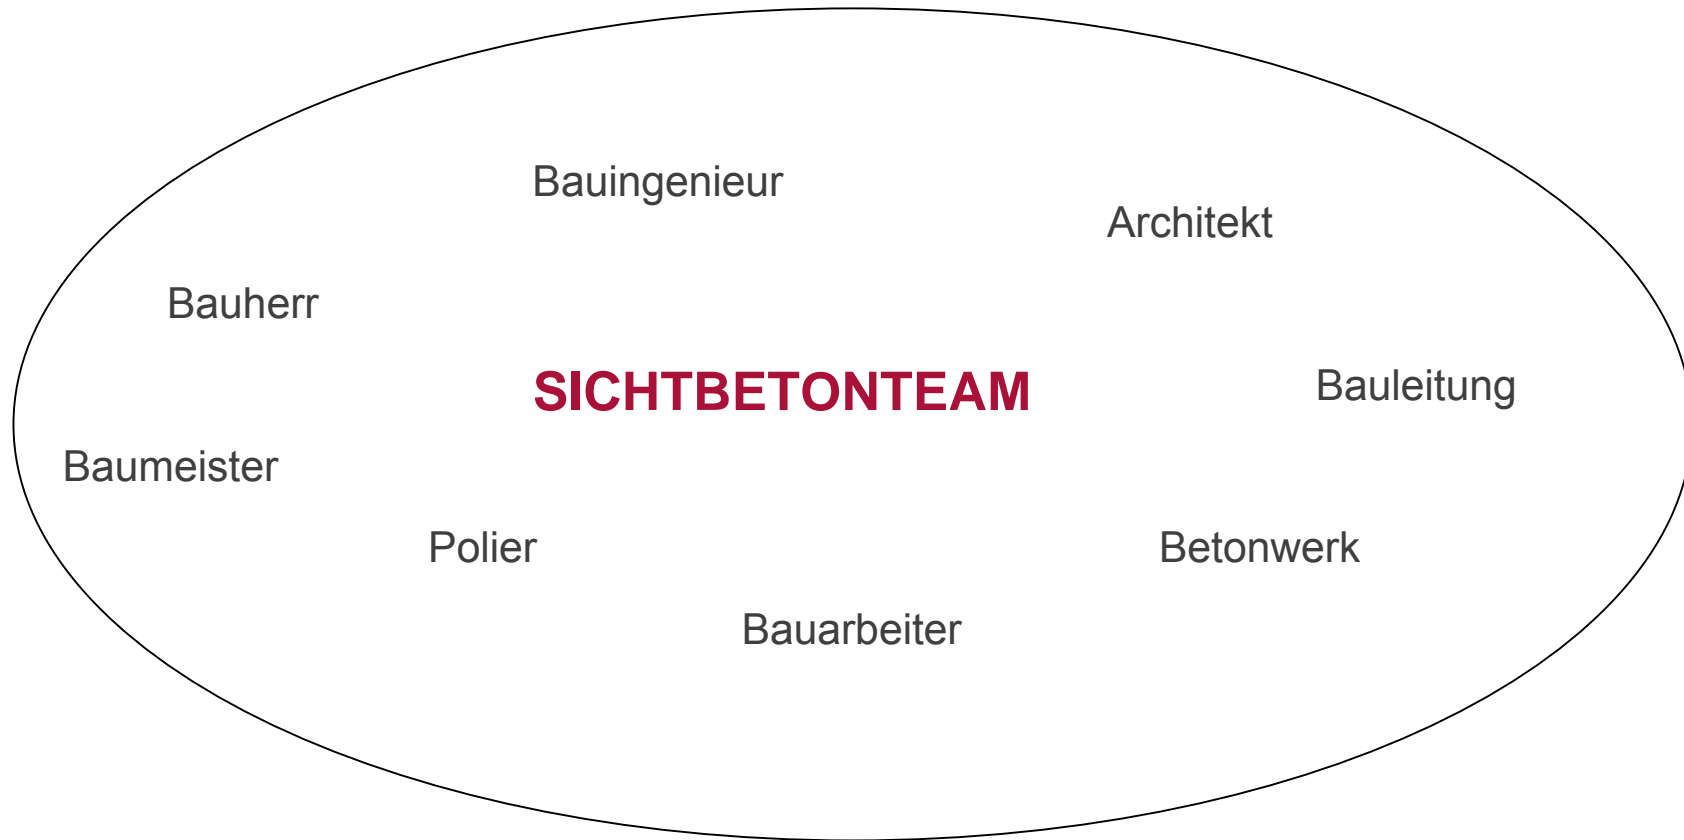 Bauingenieur
Architekt
Bauherr
SICHTBETONTEAM
Bauleitung
Baumeister
Polier
Betonwerk
Bauarbeiter